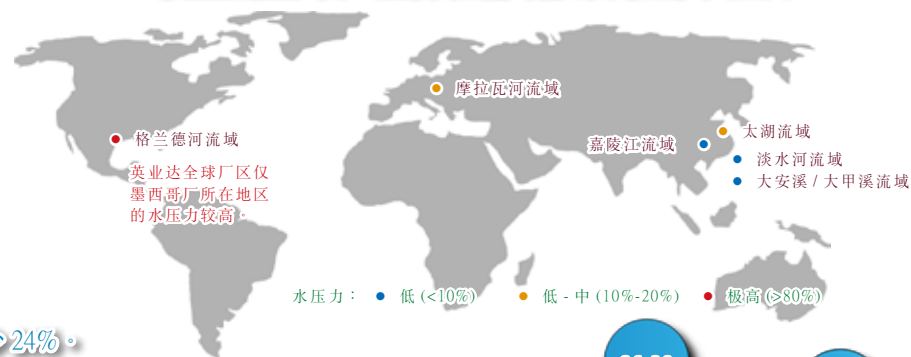 摩拉瓦河流域
太湖流域
格兰德河流域
嘉陵江流域
淡水河流域
英业达全球厂区仅
墨西哥厂所在地区
的水压力较高。
大安溪 / 大甲溪流域
水压力： 低 (<10%) 低 - 中 (10%-20%) 极高 (>80%)
24%。